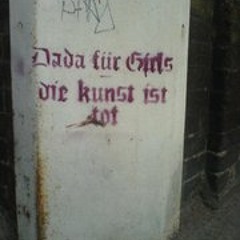 Dada für Girls
die kunst ist
tot